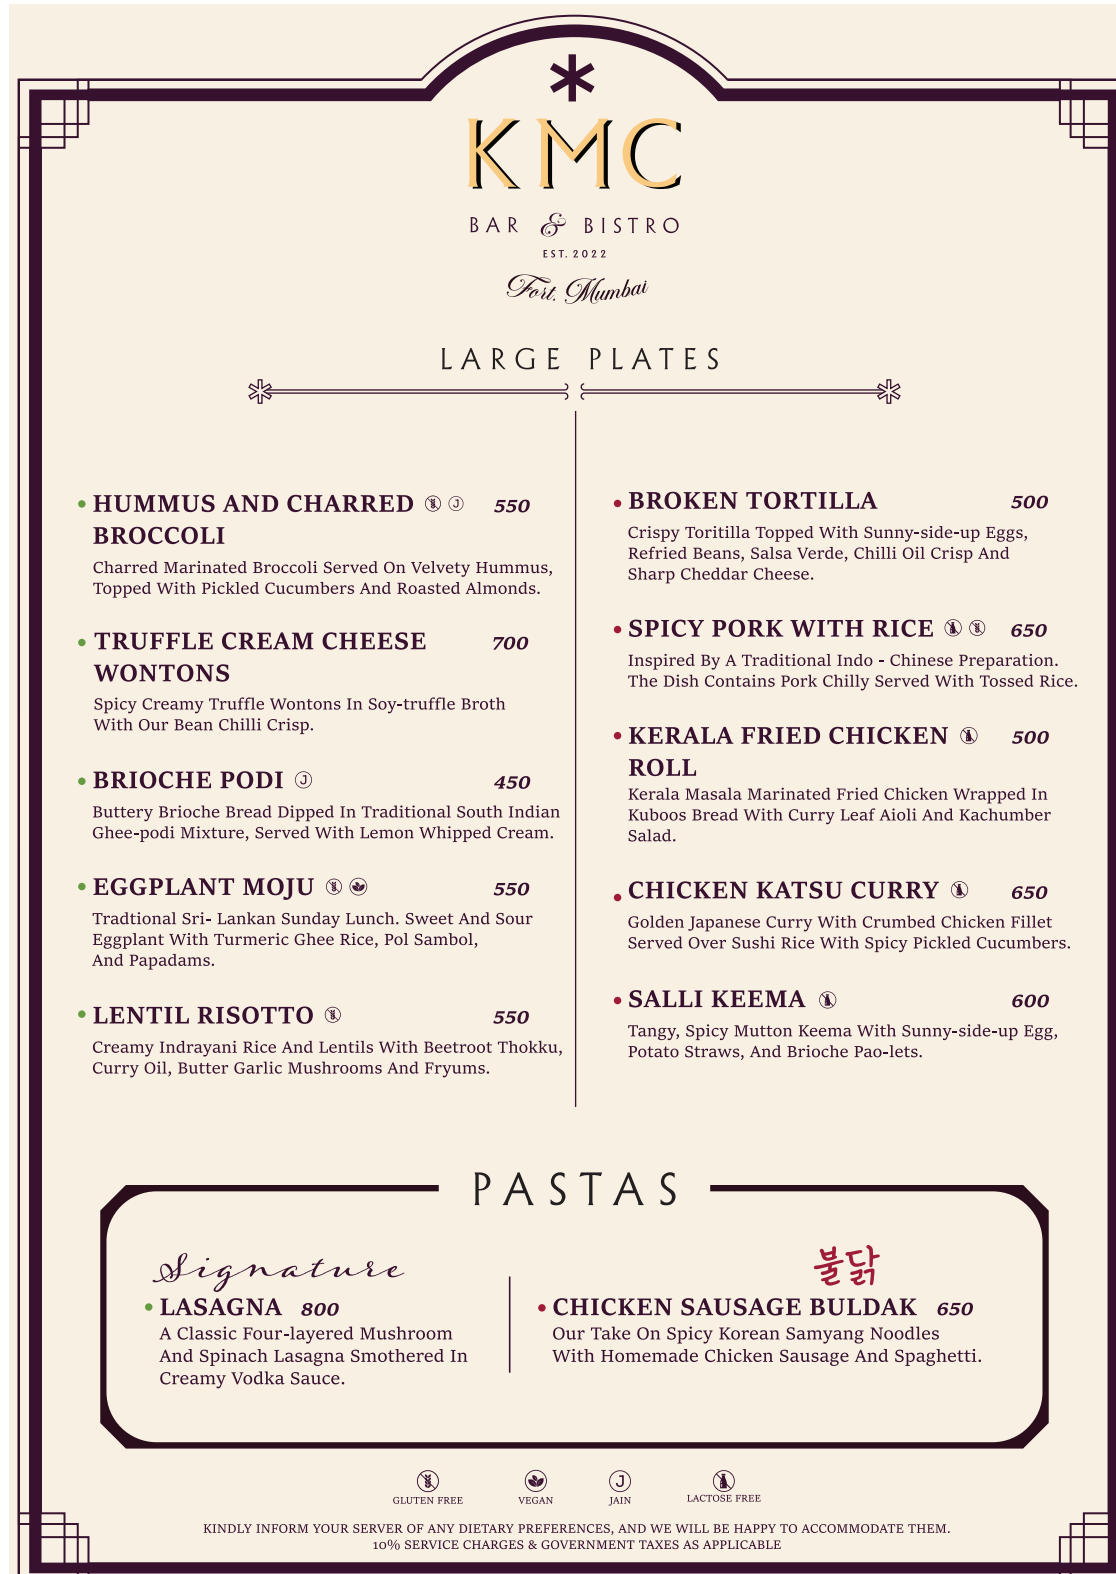 KMC
BAR & BISTRO
EST. 2022
Fort. Mumbai
LARGE PLATES
HUMMUS AND CHARRED J 550
BROCCOLI
Charred Marinated Broccoli Served On Velvety Hummus,
Topped With Pickled Cucumbers And Roasted Almonds.
TRUFFLE CREAM CHEESE 700
WONTONS
Spicy Creamy Truffle Wontons In Soy-truffle Broth
With Our Bean Chilli Crisp.
BRIOCHE PODI J 450
Buttery Brioche Bread Dipped In Traditional South Indian
Ghee-podi Mixture, Served With Lemon Whipped Cream.
EGGPLANT MOJU 550
Tradtional Sri- Lankan Sunday Lunch. Sweet And Sour
Eggplant With Turmeric Ghee Rice, Pol Sambol,
And Papadams.
LENTIL RISOTTO 550
Creamy Indrayani Rice And Lentils With Beetroot Thokku,
Curry Oil, Butter Garlic Mushrooms And Fryums.
BROKEN TORTILLA 500
Crispy Toritilla Topped With Sunny-side-up Eggs,
Refried Beans, Salsa Verde, Chilli Oil Crisp And
Sharp Cheddar Cheese.
SPICY PORK WITH RICE 650
Inspired By A Traditional Indo - Chinese Preparation.
The Dish Contains Pork Chilly Served With Tossed Rice.
KERALA FRIED CHICKEN 500
ROLL
Kerala Masala Marinated Fried Chicken Wrapped In
Kuboos Bread With Curry Leaf Aioli And Kachumber
Salad.
CHICKEN KATSU CURRY 650
Golden Japanese Curry With Crumbed Chicken Fillet
Served Over Sushi Rice With Spicy Pickled Cucumbers.
SALLI KEEMA 600
Tangy, Spicy Mutton Keema With Sunny-side-up Egg,
Potato Straws, And Brioche Pao-lets.
PASTAS
Signature
LASAGNA 800
A Classic Four-layered Mushroom
And Spinach Lasagna Smothered In
Creamy Vodka Sauce.
불닭
CHICKEN SAUSAGE BULDAK 650
Our Take On Spicy Korean Samyang Noodles
With Homemade Chicken Sausage And Spaghetti.
J
GLUTEN FREE VEGAN JAIN LACTOSE FREE
KINDLY INFORM YOUR SERVER OF ANY DIETARY PREFERENCES, AND WE WILL BE HAPPY TO ACCOMMODATE THEM.
10% SERVICE CHARGES & GOVERNMENT TAXES AS APPLICABLE